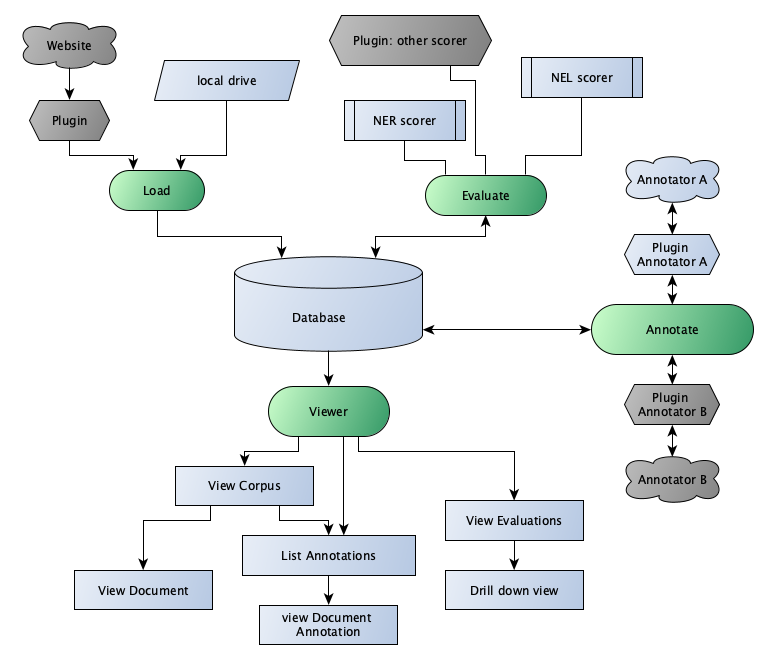 Website
Plugin: other scorer
local drive
NEL scorer
Plugin
NER scorer
Annotator A
Load
Evaluate
Plugin
Annotator A
Database
Annotate
Viewer
Plugin
Annotator B
View Corpus
Annotator B
View Evaluations
List Annotations
View Document
Drill down view
view Document
Annotation